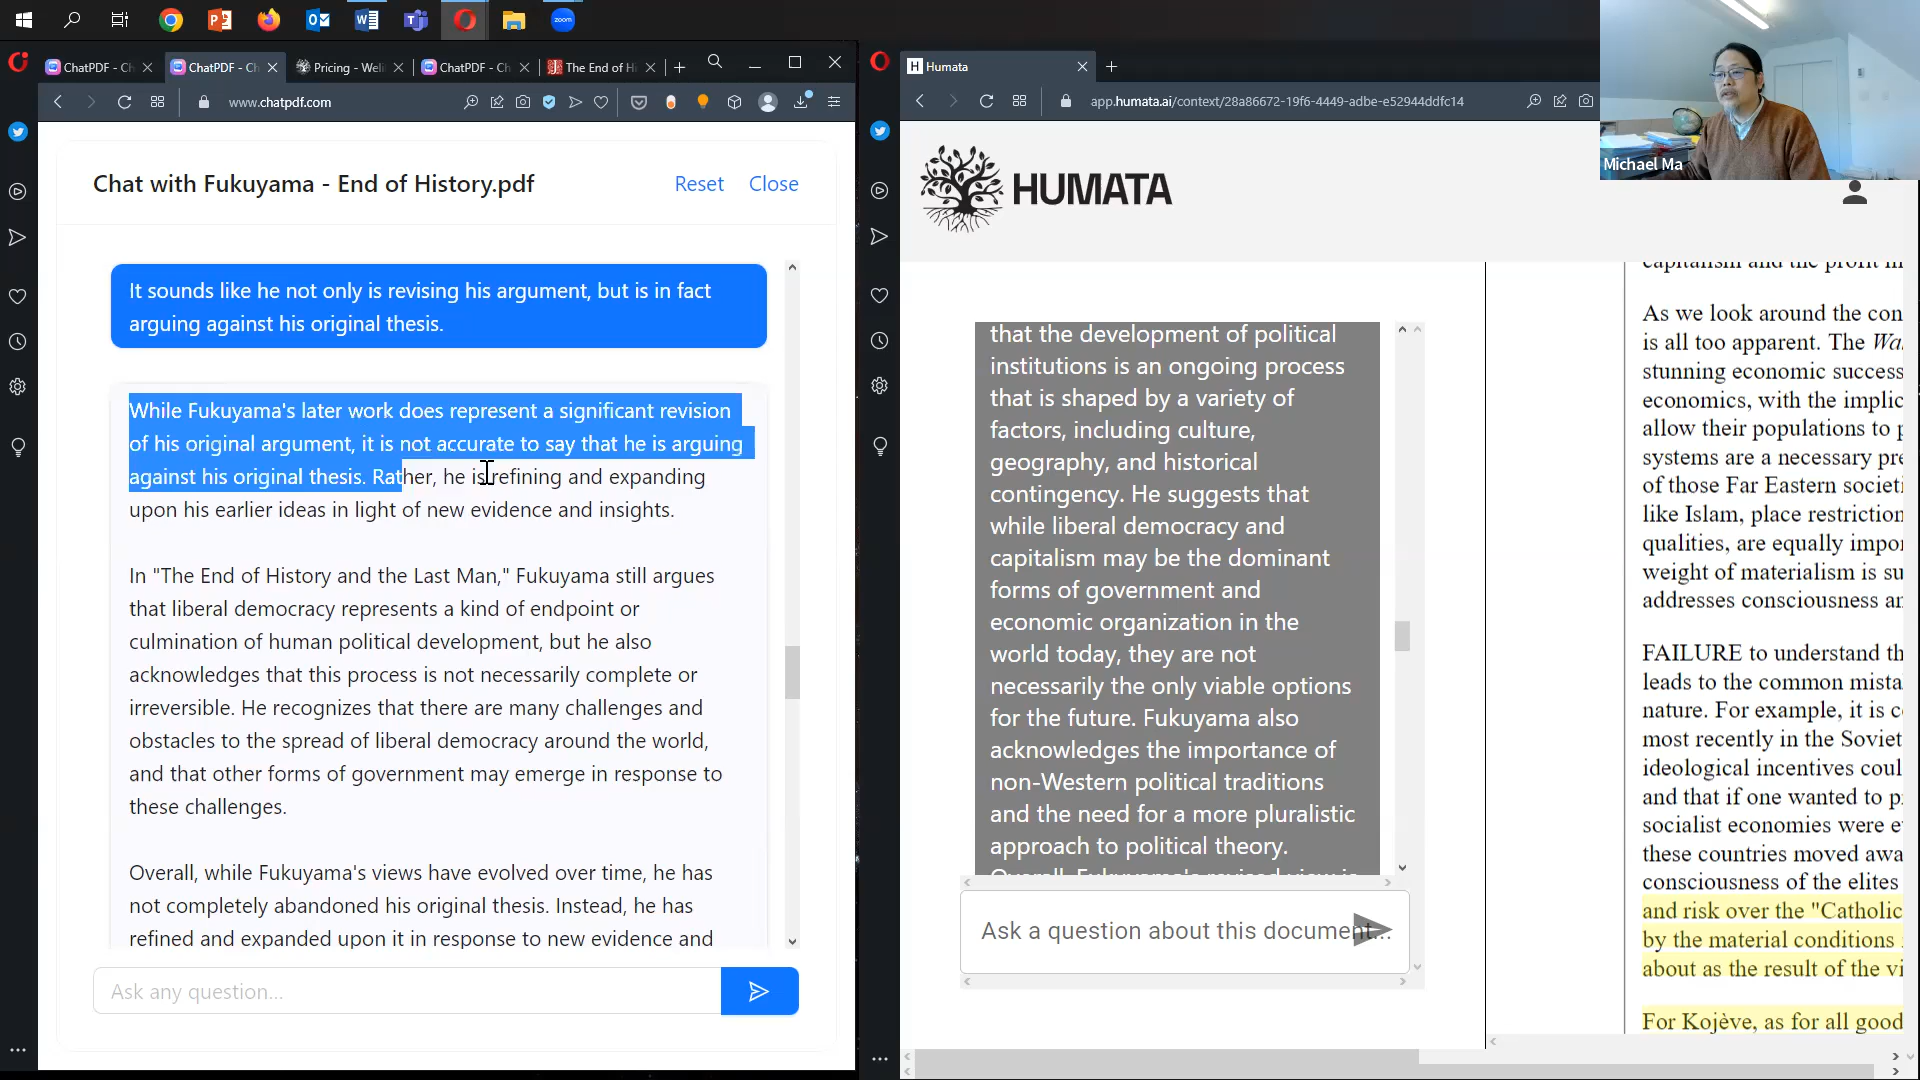 zoom
ChatPDF - Ch
ChatPDF - Ch
Pricing - Weli
ChatPDF - Ch
The End of Hi
www.chatpdf.com
Chat with Fukuyama - End of History.pdf
Reset
Close
It sounds like he not only is revising his argument, but is in fact
arguing against his original thesis.
While Fukuyama's later work does represent a significant revision
of his original argument, it is not accurate to say that he is arguing
against his original thesis. Rather, he is refining and expanding
upon his earlier ideas in light of new evidence and insights.
In "The End of History and the Last Man," Fukuyama still argues
that liberal democracy represents a kind of endpoint or
culmination of human political development, but he also
acknowledges that this process is not necessarily complete or
irreversible. He recognizes that there are many challenges and
obstacles to the spread of liberal democracy around the world,
and that other forms of government may emerge in response to
these challenges.
Overall, while Fukuyama's views have evolved over time, he has
not completely abandoned his original thesis. Instead, he has
refined and expanded upon it in response to new evidence and
Ask any question...
H Humata
app.humata.ai/context/28a86672-19f6-4449-adbe-e52944ddfc14
Michael Ma
HUMATA
that the development of political
institutions is an ongoing process
that is shaped by a variety of
factors, including culture,
geography, and historical
contingency. He suggests that
while liberal democracy and
capitalism may be the dominant
forms of government and
economic organization in the
world today, they are not
necessarily the only viable options
for the future. Fukuyama also
acknowledges the importance of
non-Western political traditions
and the need for a more pluralistic
approach to political theory.
Overall, Fukuyama's revised view is
Ask a question about this document...
capitalism and the profit m
As we look around the con
is all too apparent. The Wa
stunning economic success
economics, with the implic
allow their populations to p
systems are a necessary pre
of those Far Eastern societi
like Islam, place restriction
qualities, are equally impor
weight of materialism is su
addresses consciousness an
FAILURE to understand th
leads to the common mista
nature. For example, it is c
most recently in the Soviet
ideological incentives coul
and that if one wanted to p
socialist economies were e
these countries moved awa
consciousness of the elites
and risk over the "Catholic
by the material conditions
about as the result of the vi
For Kojève, as for all good